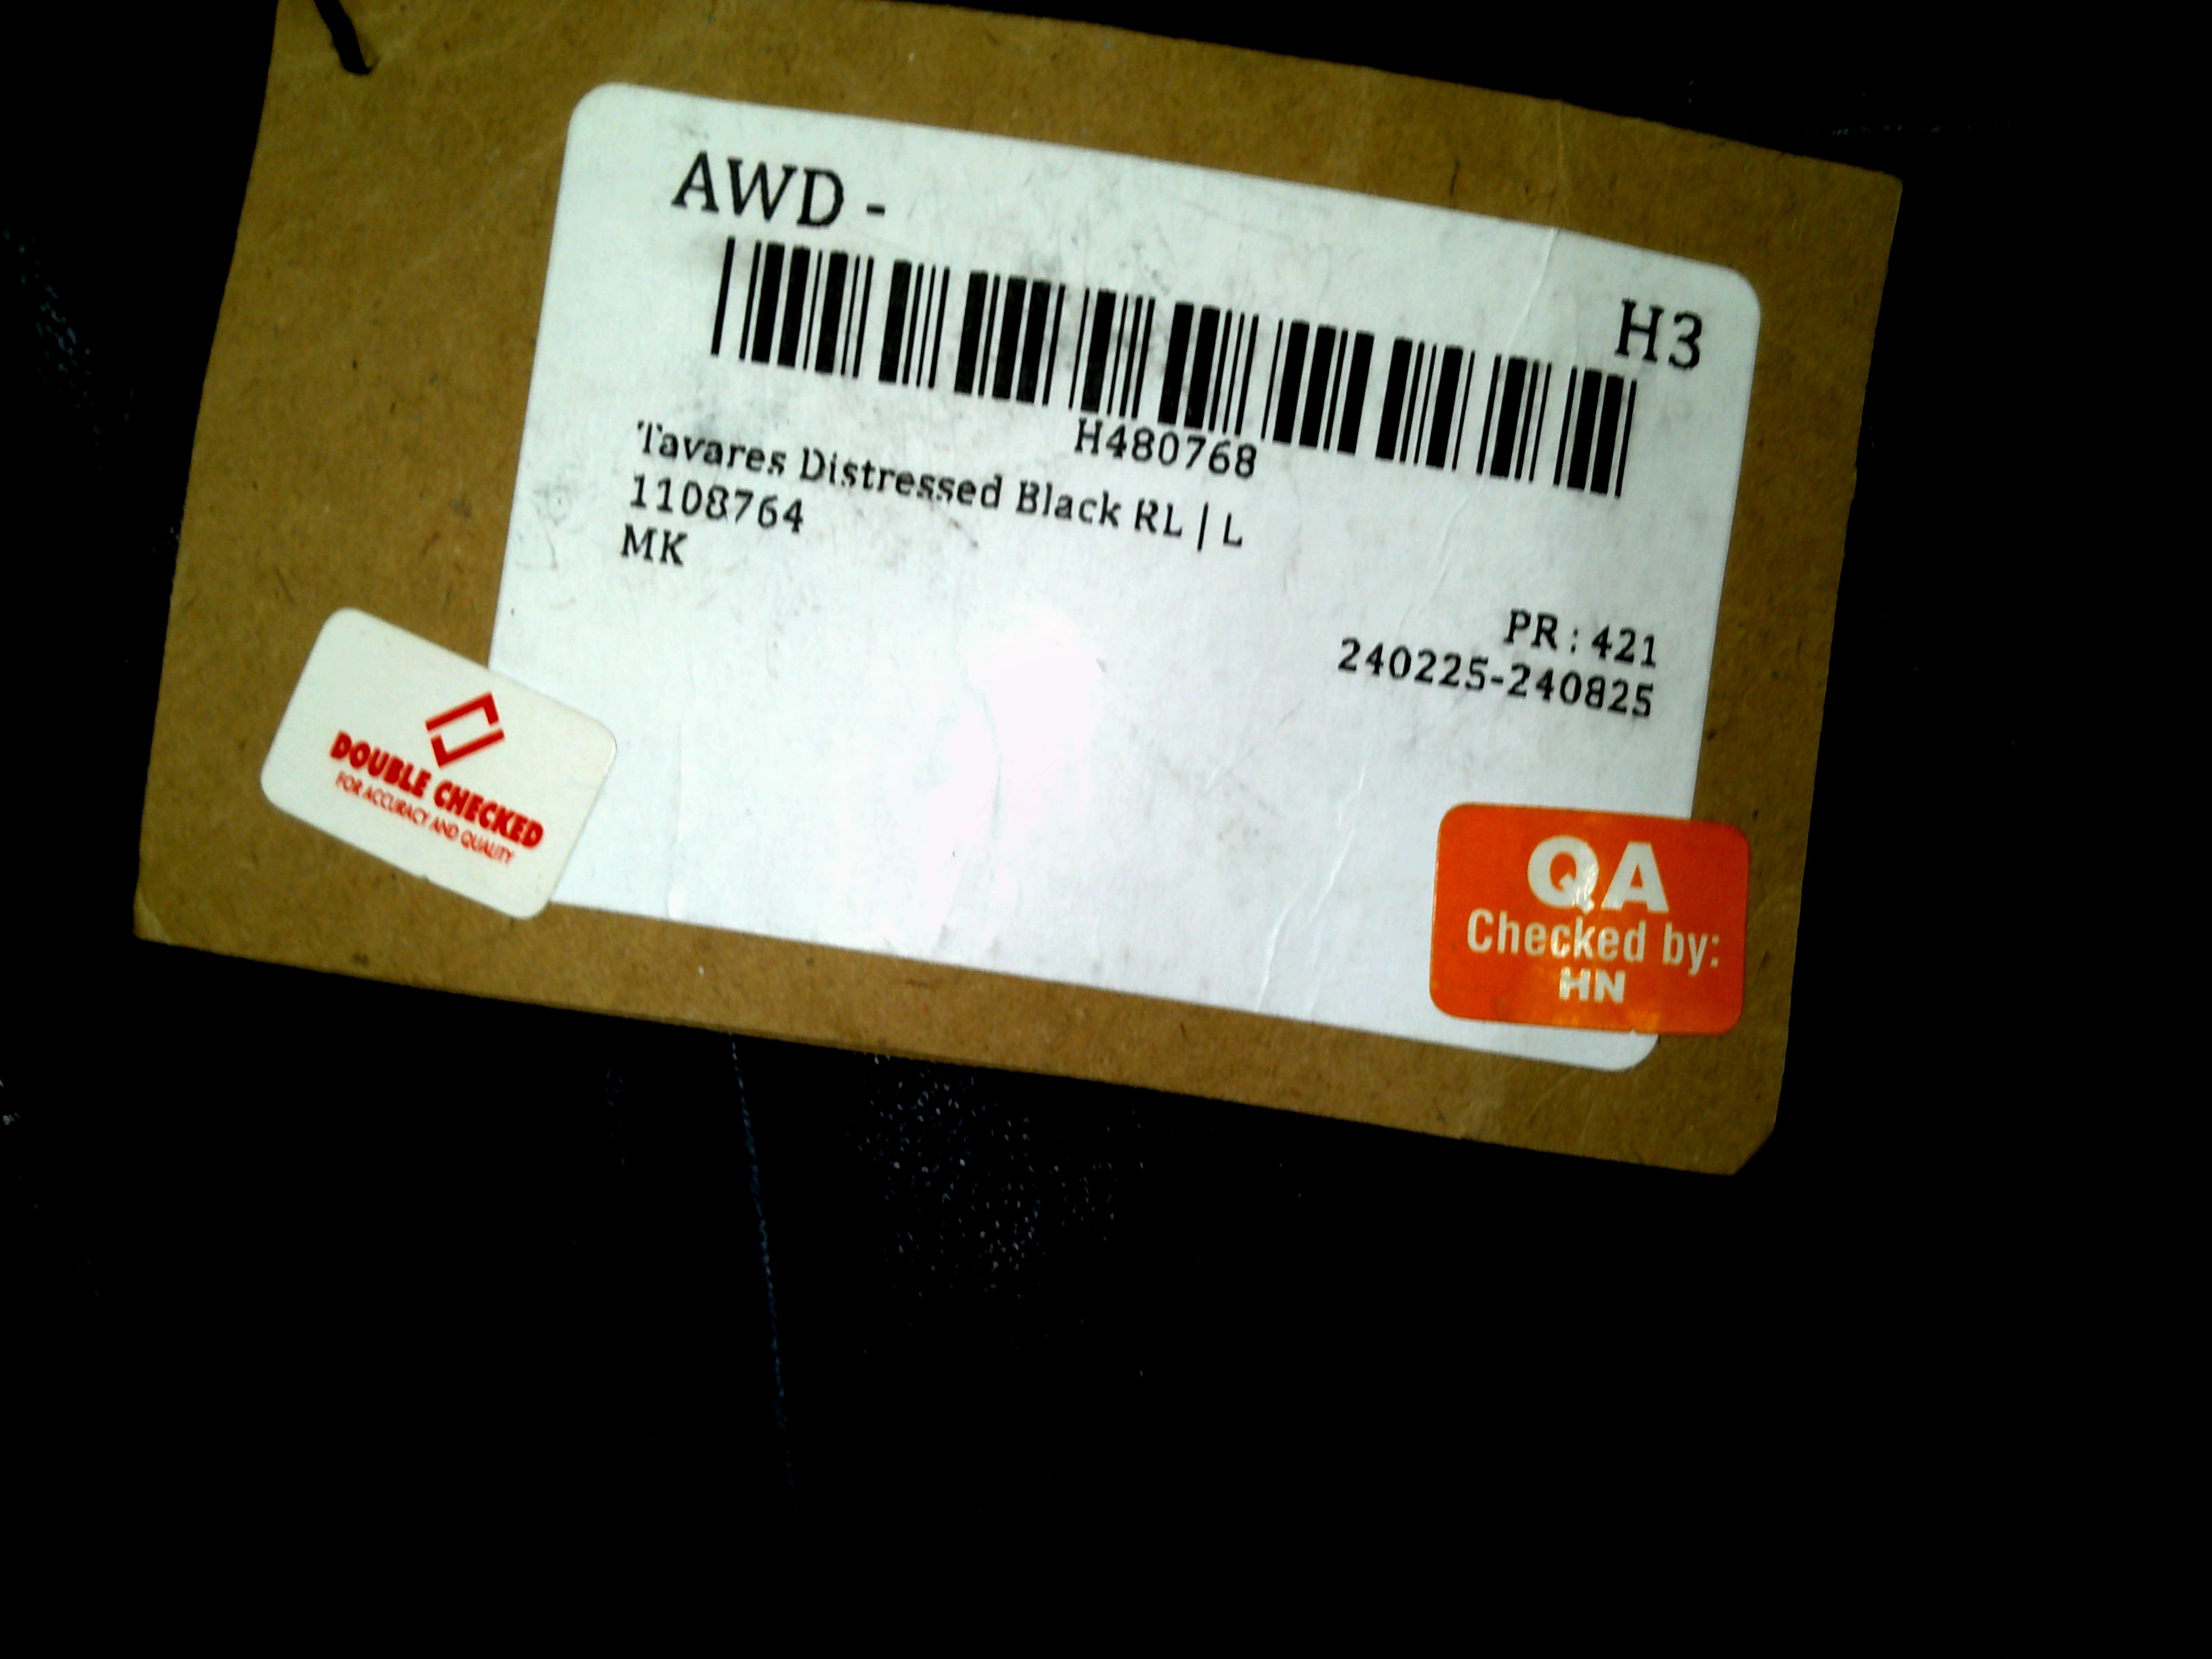 AWD -
H3
H480768
Tavares Distressed Black RL | L
1108764
MK
PR : 421
240225-240825
DOUBLE CHECKED
FOR ACCURACY AND QUALITY
QA
Checked by:
HN